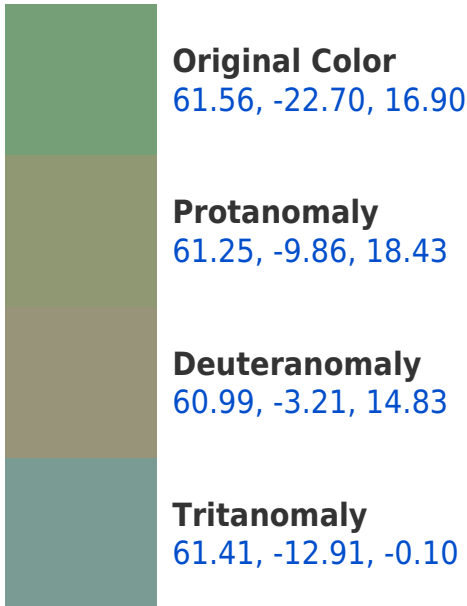 Original Color
61.56, -22.70, 16.90
Protanomaly
61.25, -9.86, 18.43
Deuteranomaly
60.99, -3.21, 14.83
Tritanomaly
61.41, -12.91, -0.10